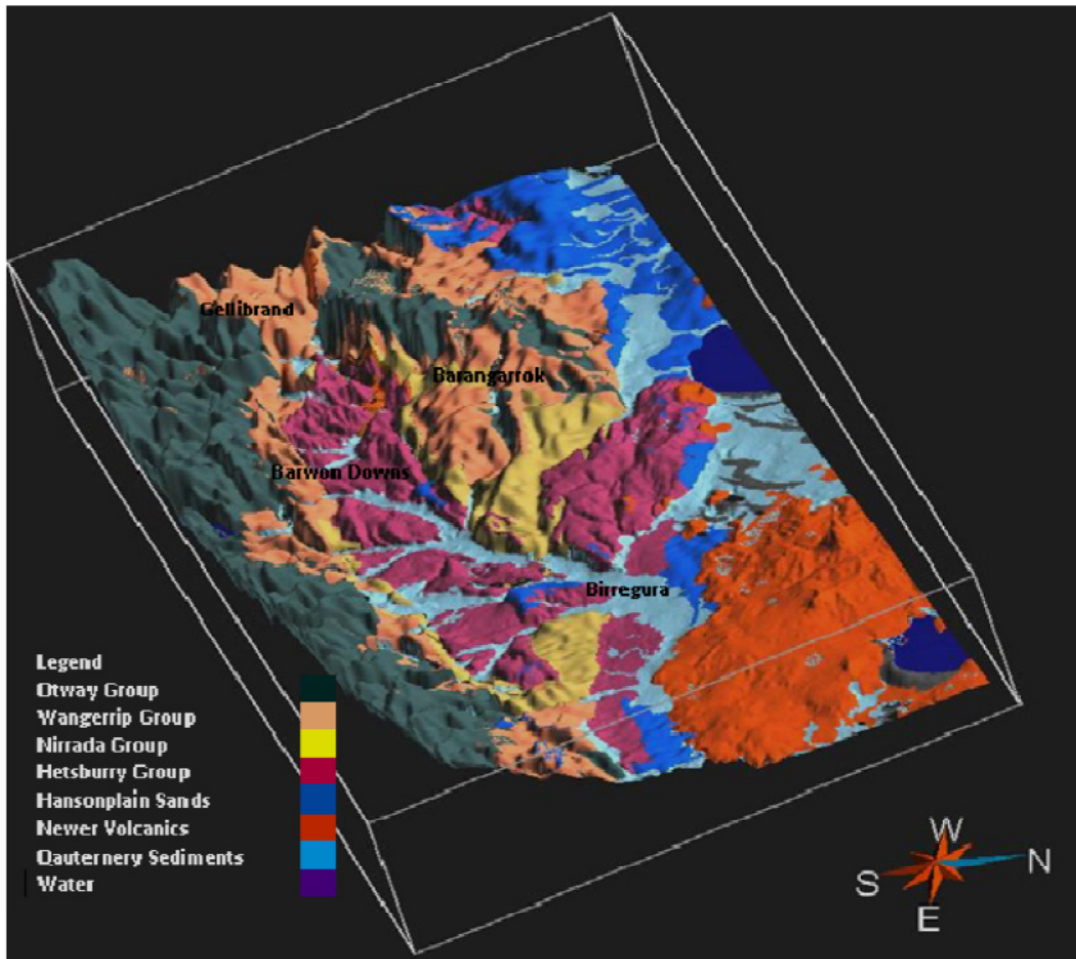 Gellibrand
Barangarrok
Barwon Downs
Birregura
Legend
Otway Group
Wangerrip Group
Nirrada Group
Hetsburry Group
Hansonplain Sands
Newer Volcanics
Qauternery Sediments
Water
W
N
S
E